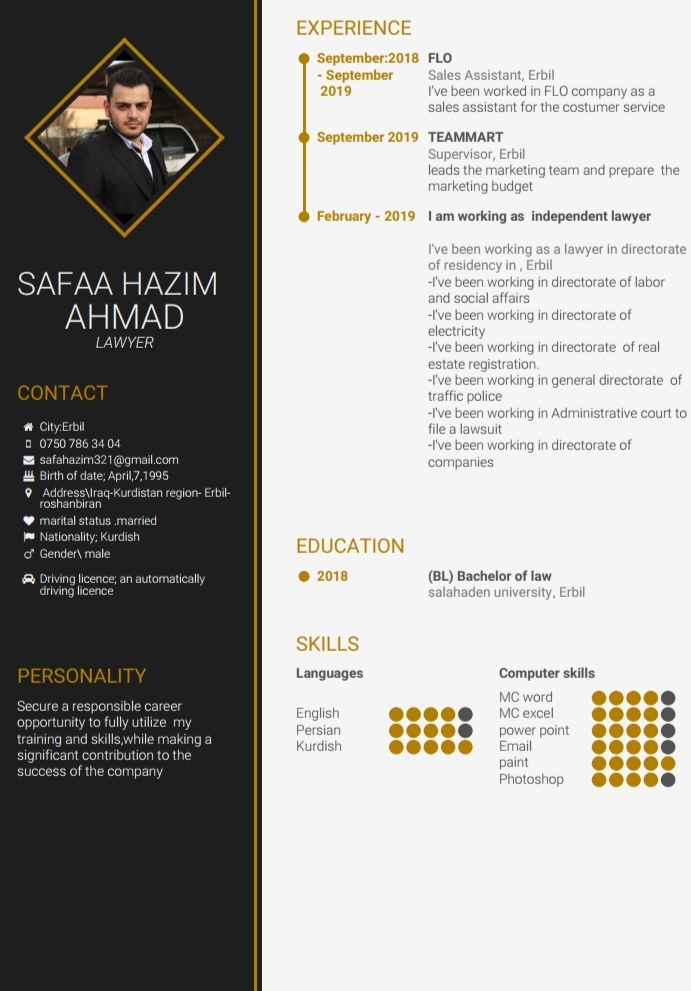 SAFAA HAZIM
AHMAD
LAWYER
CONTACT
City:Erbil
0750 786 34 04
safahazim321@gmail.com
Birth of date; April,7,1995
Address\Iraq-Kurdistan region- Erbil-
roshanbiran
marital status .married
Nationality; Kurdish
Gender\ male
Driving licence; an automatically
driving licence
PERSONALITY
Secure a responsible career
opportunity to fully utilize my
training and skills,while making a
significant contribution to the
success of the company
EXPERIENCE
September:2018
- September
2019
FLO
Sales Assistant, Erbil
I've been worked in FLO company as a
sales assistant for the costumer service
September 2019
TEAMMART
Supervisor, Erbil
leads the marketing team and prepare the
marketing budget
February - 2019
I am working as independent lawyer
I've been working as a lawyer in directorate
of residency in , Erbil
-I've been working in directorate of labor
and social affairs
-I've been working in directorate of
electricity
-I've been working in directorate of real
estate registration.
-I've been working in general directorate of
traffic police
-I've been working in Administrative court to
file a lawsuit
-I've been working in directorate of
companies
EDUCATION
2018
(BL) Bachelor of law
salahaden university, Erbil
SKILLS
Languages
English
Persian
Kurdish
Computer skills
MC word
MC excel
power point
Email
paint
Photoshop